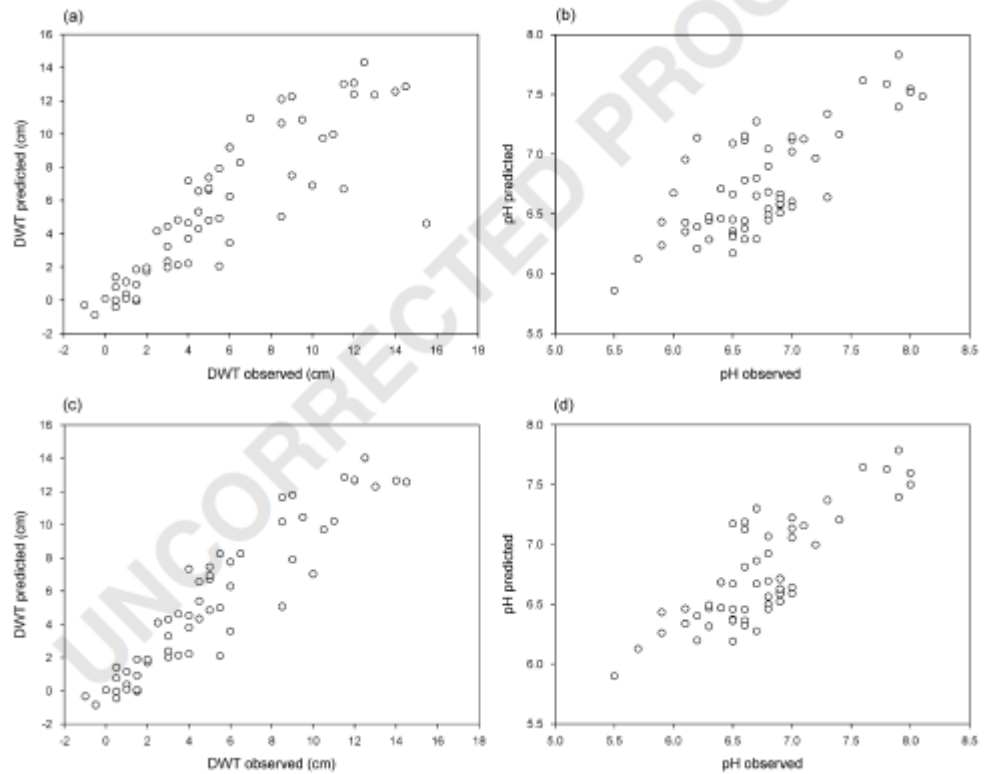 (a)
16
14
12
10
8
6
4
2
0
-2
DWT predicted (cm)
-2 0 2 4 6 8 10 12 14 16 18
DWT observed (cm)
(b)
8.0
7.5
7.0
6.5
6.0
5.5
pH predicted
5.0 5.5 6.0 6.5 7.0 7.5 8.0 8.5
pH observed
(c)
16
14
12
10
8
6
4
2
0
-2
DWT predicted (cm)
-2 0 2 4 6 8 10 12 14 16 18
DWT observed (cm)
(d)
8.0
7.5
7.0
6.5
6.0
5.5
pH predicted
5.0 5.5 6.0 6.5 7.0 7.5 8.0 8.5
pH observed
UNCORRECTED PROO